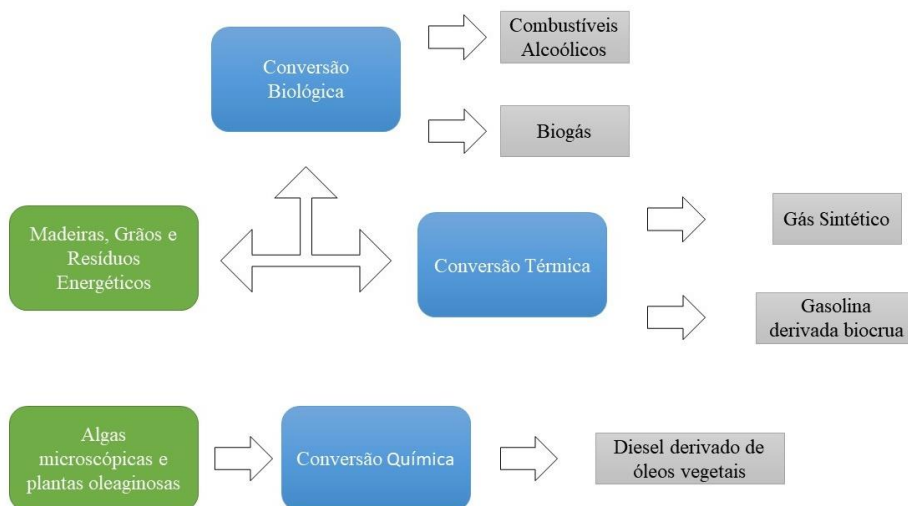 Combustíveis
Alcoólicos
Conversão
Biológica
Biogás
Madeiras, Grãos e
Resíduos
Energéticos
Conversão Térmica
Gás Sintético
Gasolina
derivada biocrua
Algas
microscópicas e
plantas oleaginosas
Conversão Química
Diesel derivado de
óleos vegetais